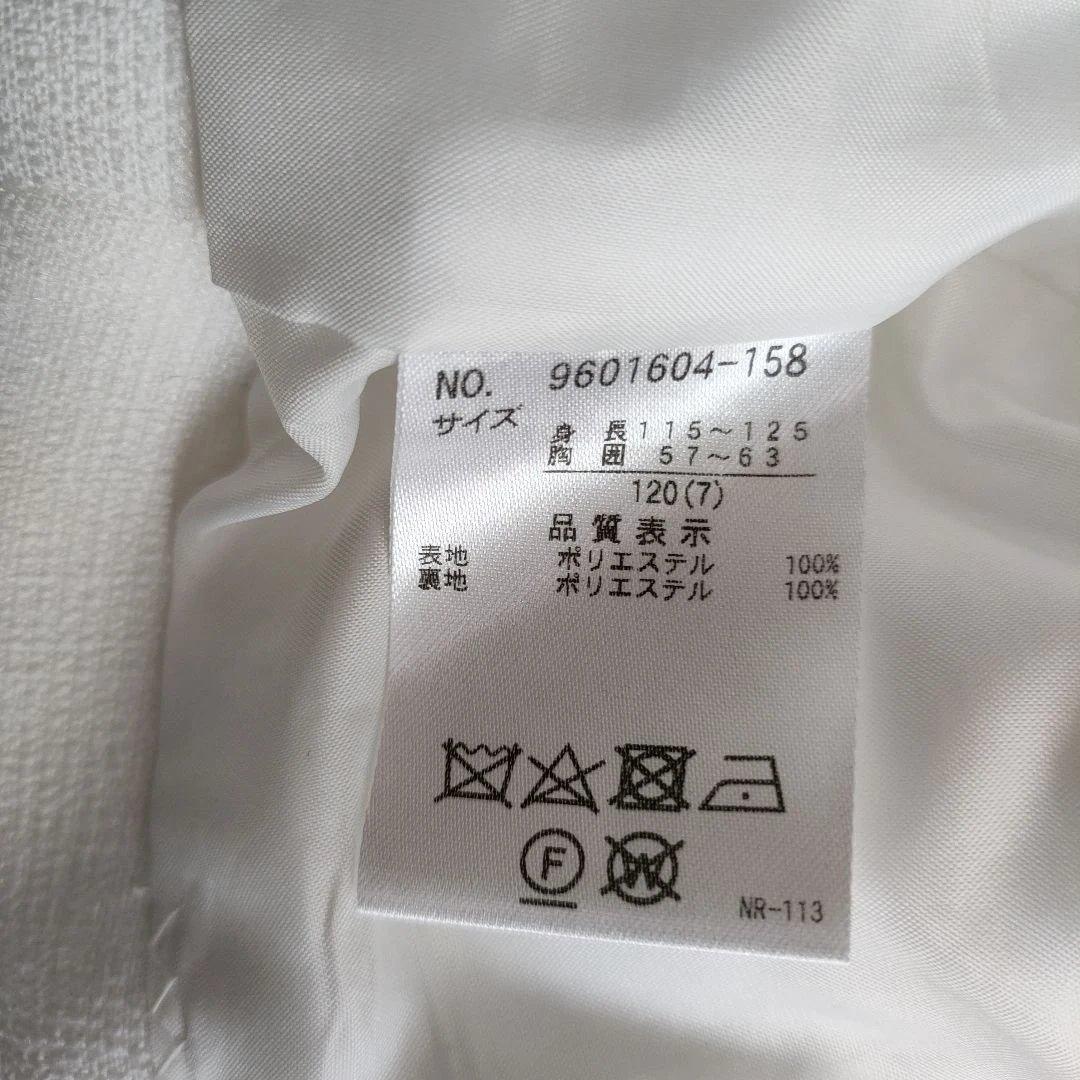 NO. 9601604-158
サイズ 身長115～125
胸囲 57～63
120(7)
品質表示
表地 ポリエステル 100%
裏地 ポリエステル 100%
F W
NR-113